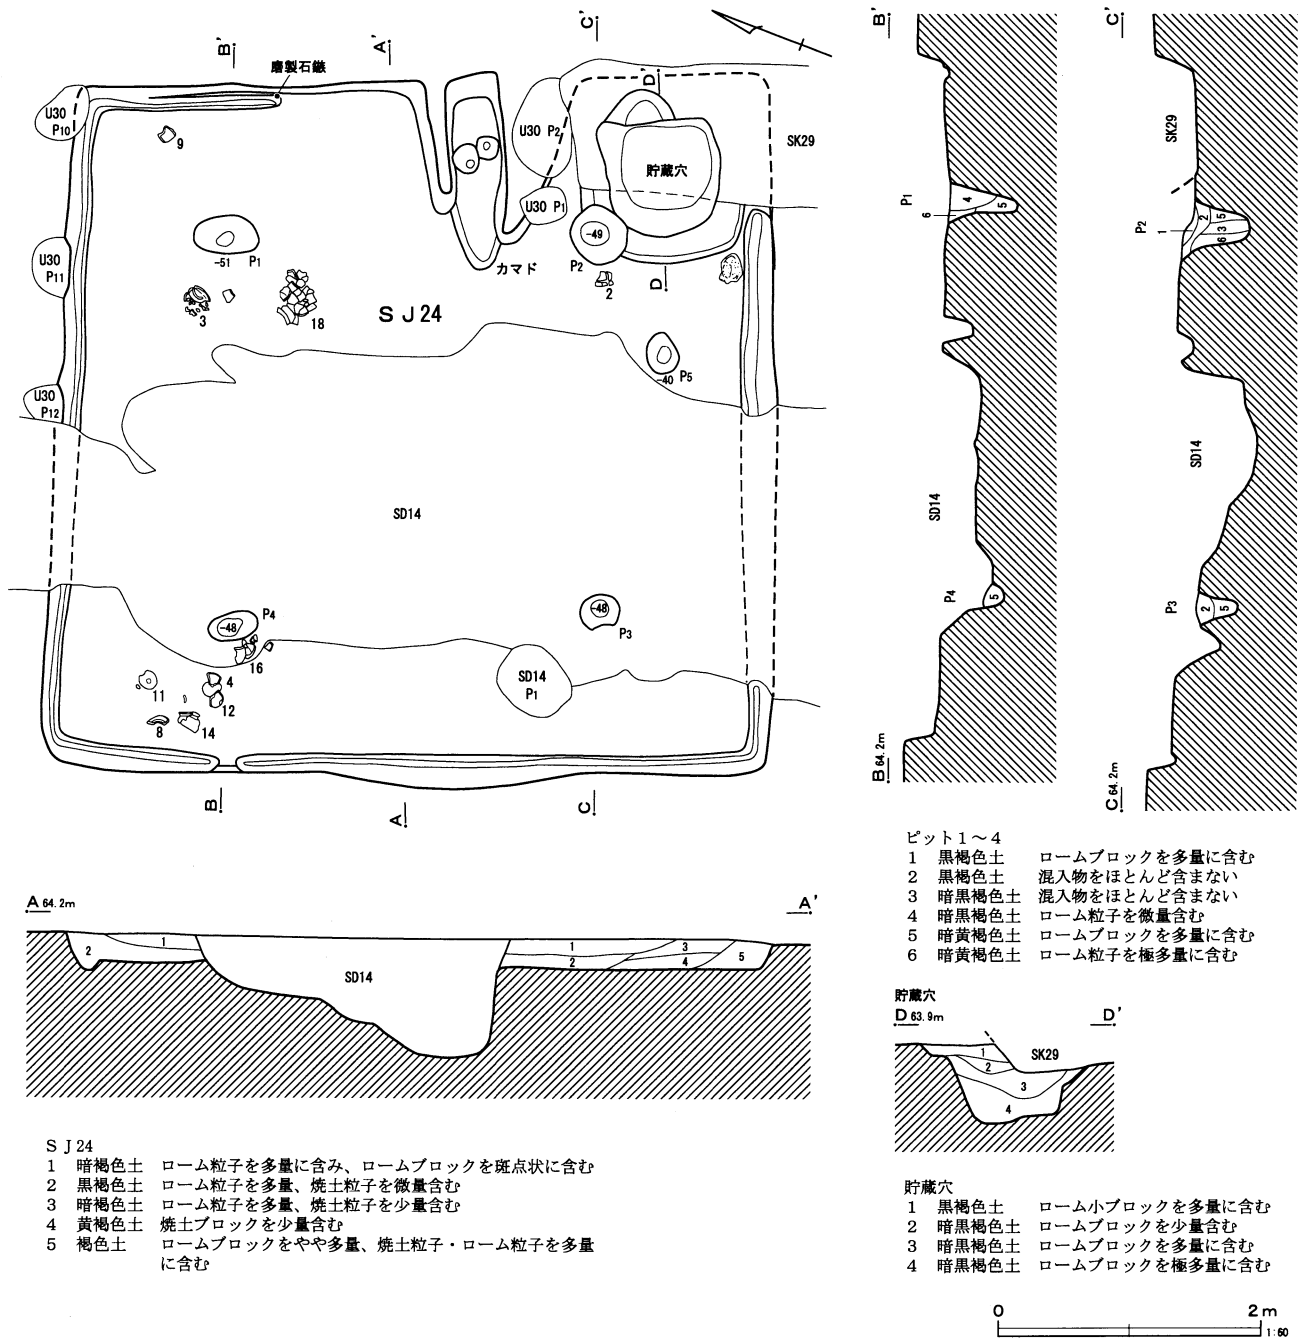 B'
A'
C'
磨製石鏃
U30
P10
9
U30 P2
D'
SK29
貯蔵穴
U30 P1
-49
P2
-51 P1
U30
P11
カマド
2
D
3
18
SJ24
-40 P5
U30
P12
SD14
P4
-48
-48
P3
16
11
4
12
8
14
SD14
P1
B
A
C
B'
P1
4
5
6
SD14
P4
5
B 64.2m
C'
SK29
P2
1
2
5
3
6
SD14
P3
2
5
C 64.2m
A 64.2m
A'
2
1
SD14
1
2
3
4
5
SJ24
1 暗褐色土 ローム粒子を多量に含み、ロームブロックを斑点状に含む
2 黒褐色土 ローム粒子を多量、焼土粒子を微量含む
3 暗褐色土 ローム粒子を多量、焼土粒子を少量含む
4 黄褐色土 焼土ブロックを少量含む
5 褐色土 ロームブロックをやや多量、焼土粒子・ローム粒子を多量
に含む
ピット1～4
1 黒褐色土 ロームブロックを多量に含む
2 黒褐色土 混入物をほとんど含まない
3 暗黒褐色土 混入物をほとんど含まない
4 暗黒褐色土 ローム粒子を微量含む
5 暗黄褐色土 ロームブロックを多量に含む
6 暗黄褐色土 ローム粒子を極多量に含む
貯蔵穴
D 63.9m
D'
SK29
1
2
3
4
貯蔵穴
1 黒褐色土 ローム小ブロックを多量に含む
2 暗黒褐色土 ロームブロックを少量含む
3 暗黒褐色土 ロームブロックを多量に含む
4 暗黒褐色土 ロームブロックを極多量に含む
0 2m
1:60